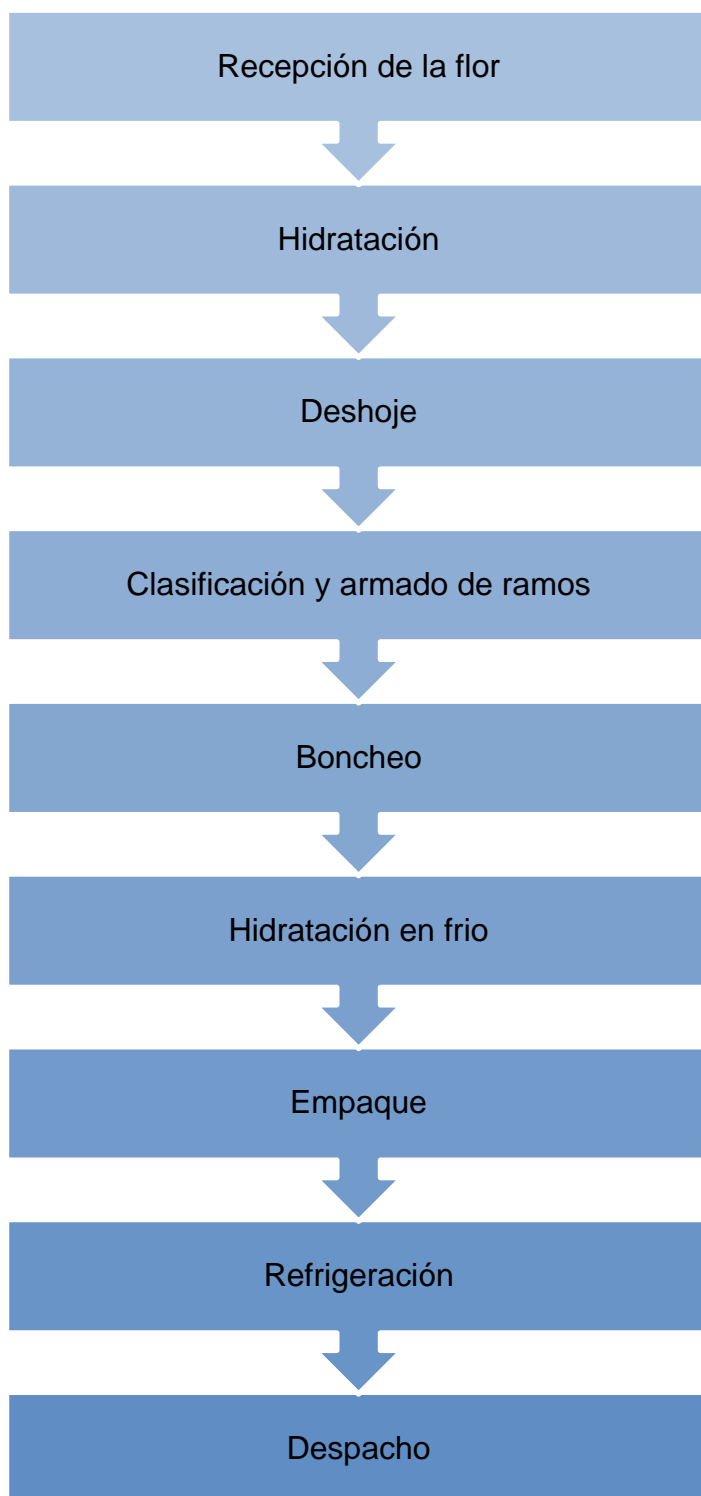 Recepción de la flor
Hidratación
Deshoje
Clasificación y armado de ramos
Boncheo
Hidratación en frio
Empaque
Refrigeración
Despacho